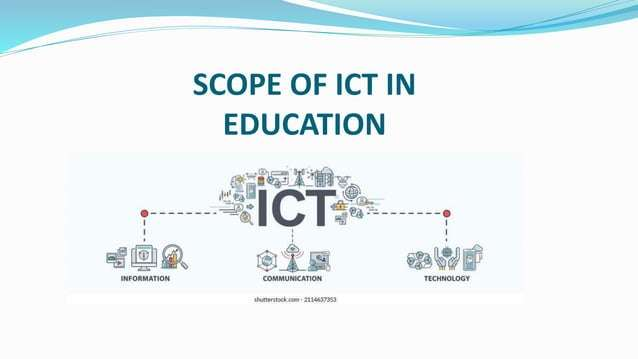 SCOPE OF ICT IN
EDUCATION
ICT
INFORMATION
COMMUNICATION
TECHNOLOGY
shutterstock.com · 2114637353